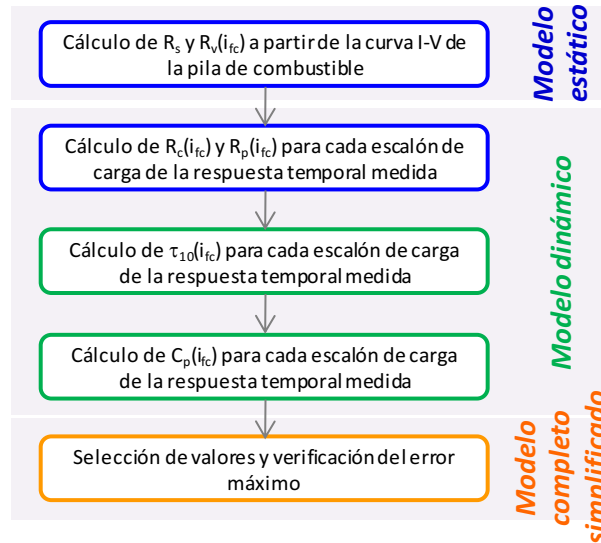 Cálculo de Rs y Rv(ifc) a partir de la curva I-V de
la pila de combustible
Modelo
estático
Cálculo de Rc(ifc) y Rp(ifc) para cada escalón de
carga de la respuesta temporal medida
Cálculo de τ10(ifc) para cada escalón de carga
de la respuesta temporal medida
Cálculo de Cp(ifc) para cada escalón de carga
de la respuesta temporal medida
Modelo dinámico
Selección de valores y verificación del error
máximo
Modelo
completo
simplificado